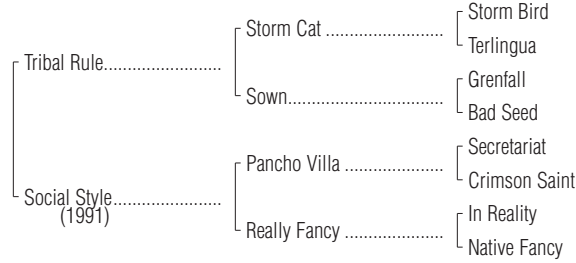 Storm Bird
Storm Cat ........................
Terlingua
Tribal Rule........................
Grenfall
Sown................................
Bad Seed
Secretariat
Pancho Villa ....................
Crimson Saint
Social Style......................
(1991)
In Reality
Really Fancy ....................
Native Fancy